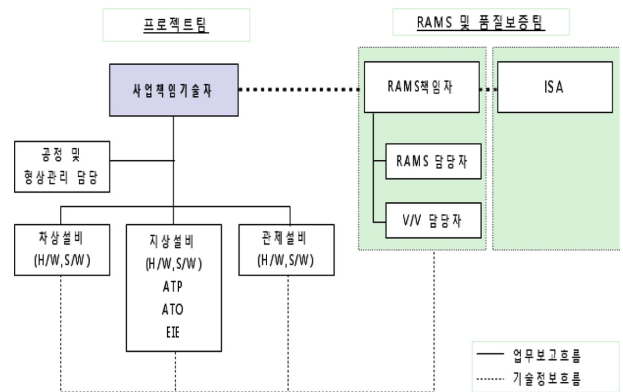 프로젝트팀
RAMS 및 품질보증팀
사업책임기술자
RAMS책임자
ISA
공정 및
형상관리 담당
RAMS 담당자
V/V 담당자
차상설비
(H/W,S/W)
지상설비
(H/W,S/W)
ATP
ATO
EIE
관제설비
(H/W,S/W)
업무보고흐름
기술정보흐름